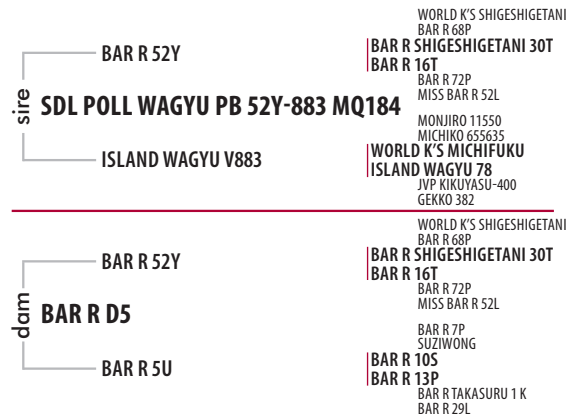 WORLD K'S SHIGESHIGETANI
BAR R 68P
BAR R SHIGESHIGETANI 30T
BAR R 52Y
BAR R 16T
BAR R 72P
MISS BAR R 52L
sire
SDL POLL WAGYU PB 52Y-883 MQ184
MONJIRO 11550
MICHIKO 655635
WORLD K'S MICHIFUKU
ISLAND WAGYU V883
ISLAND WAGYU 78
JVP KIKUYASU-400
GEKKO 382
WORLD K'S SHIGESHIGETANI
BAR R 68P
BAR R SHIGESHIGETANI 30T
BAR R 52Y
BAR R 16T
BAR R 72P
MISS BAR R 52L
dam
BAR R D5
BAR R 7P
SUZIWONG
BAR R 10S
BAR R 5U
BAR R 13P
BAR R TAKASURU 1 K
BAR R 29L